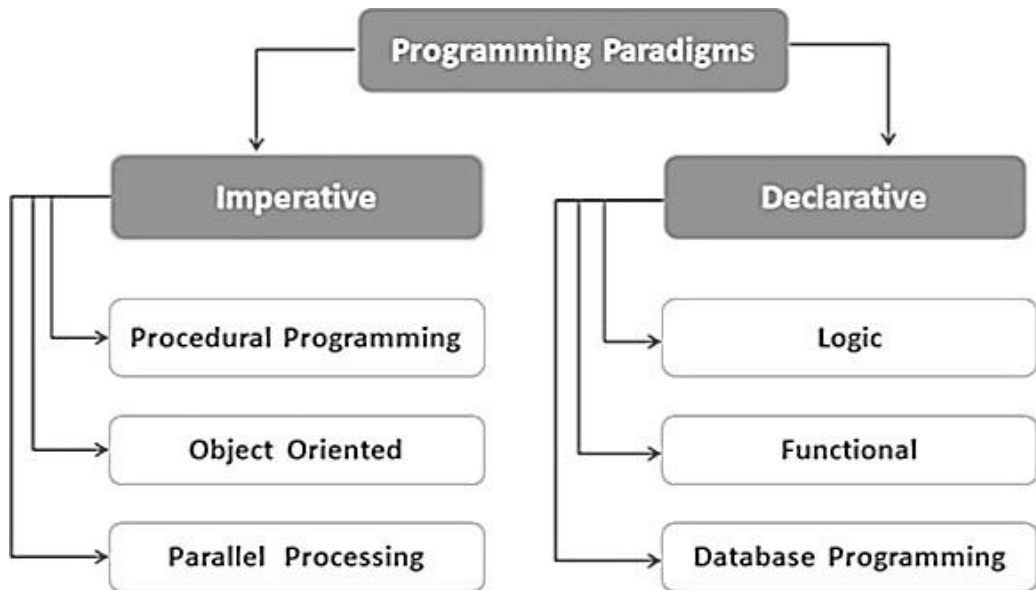 Programming Paradigms
Imperative
Procedural Programming
Object Oriented
Parallel Processing
Declarative
Logic
Functional
Database Programming